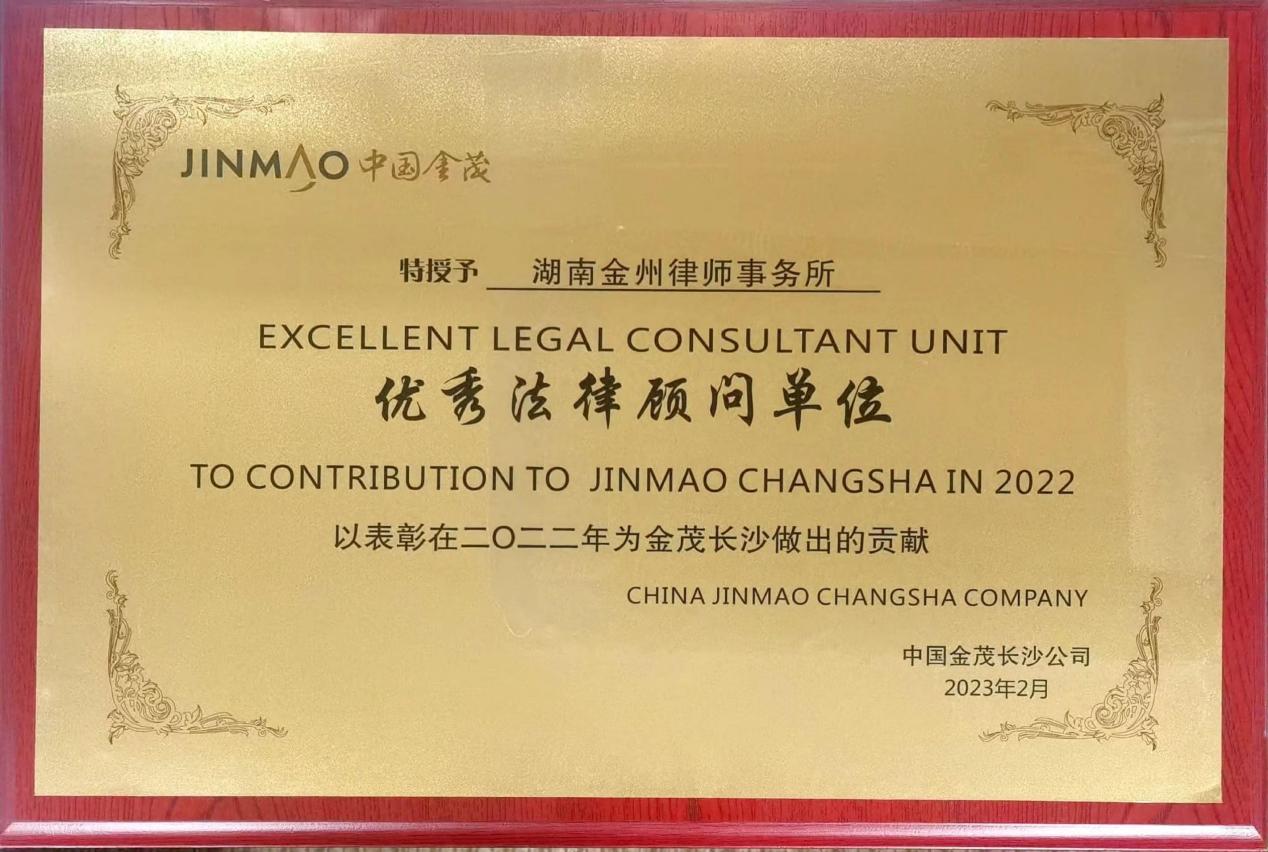 JINMAO 中国金茂
特授予 湖南金州律师事务所
EXCELLENT LEGAL CONSULTANT UNIT
优秀法律顾问单位
TO CONTRIBUTION TO JINMAO CHANGSHA IN 2022
以表彰在二O二二年为金茂长沙做出的贡献
CHINA JINMAO CHANGSHA COMPANY
中国金茂长沙公司
2023年2月